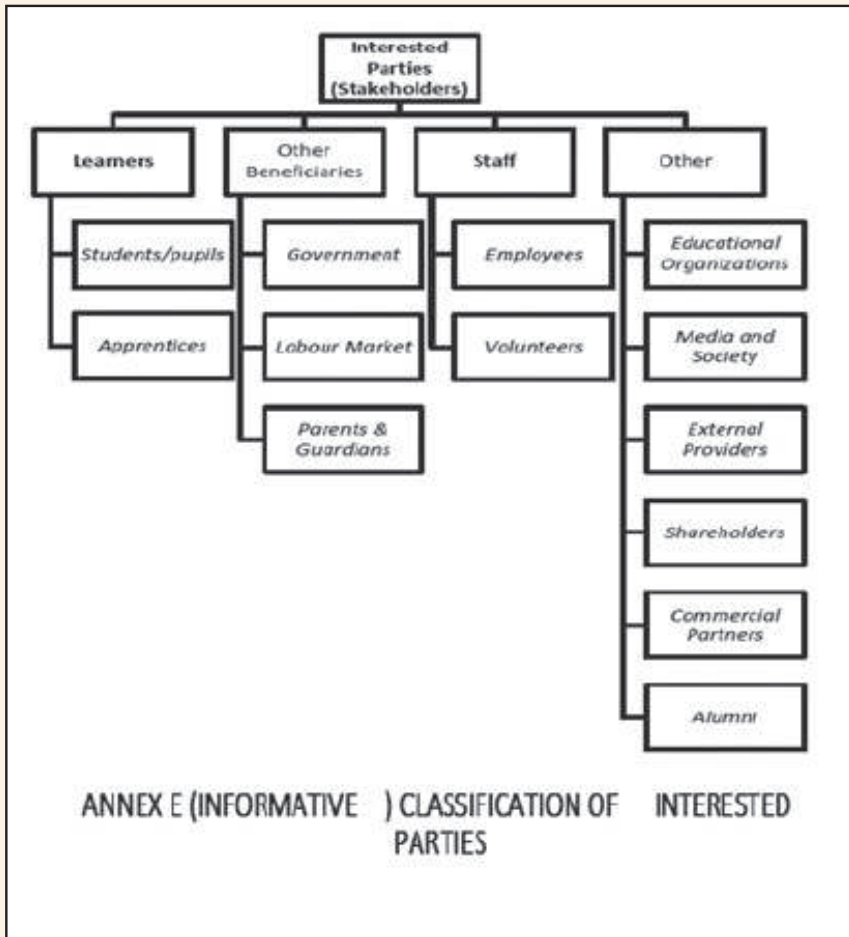 Interested
Parties
(Stakeholders)
Learners
Other
Beneficiaries
Staff
Other
Students/pupils
Government
Employees
Educational
Organizations
Apprentices
Labour Market
Volunteers
Media and
Society
Parents &
Guardians
External
Providers
Shareholders
Commercial
Partners
Alumni
ANNEX E (INFORMATIVE ) CLASSIFICATION OF INTERESTED
PARTIES